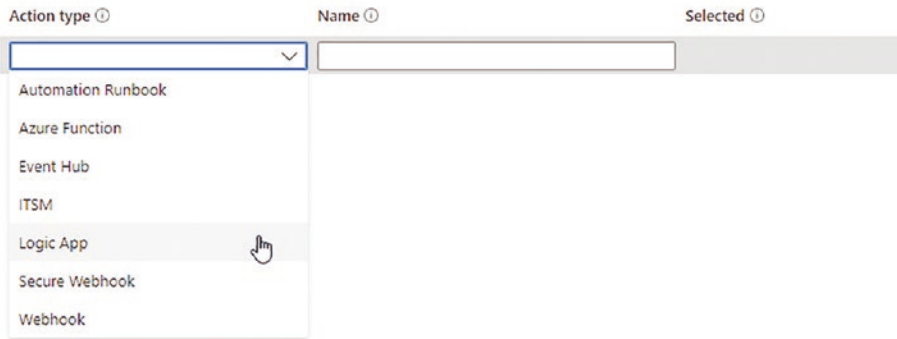 Action type Name Selected
Automation Runbook
Azure Function
Event Hub
ITSM
Logic App
Secure Webhook
Webhook